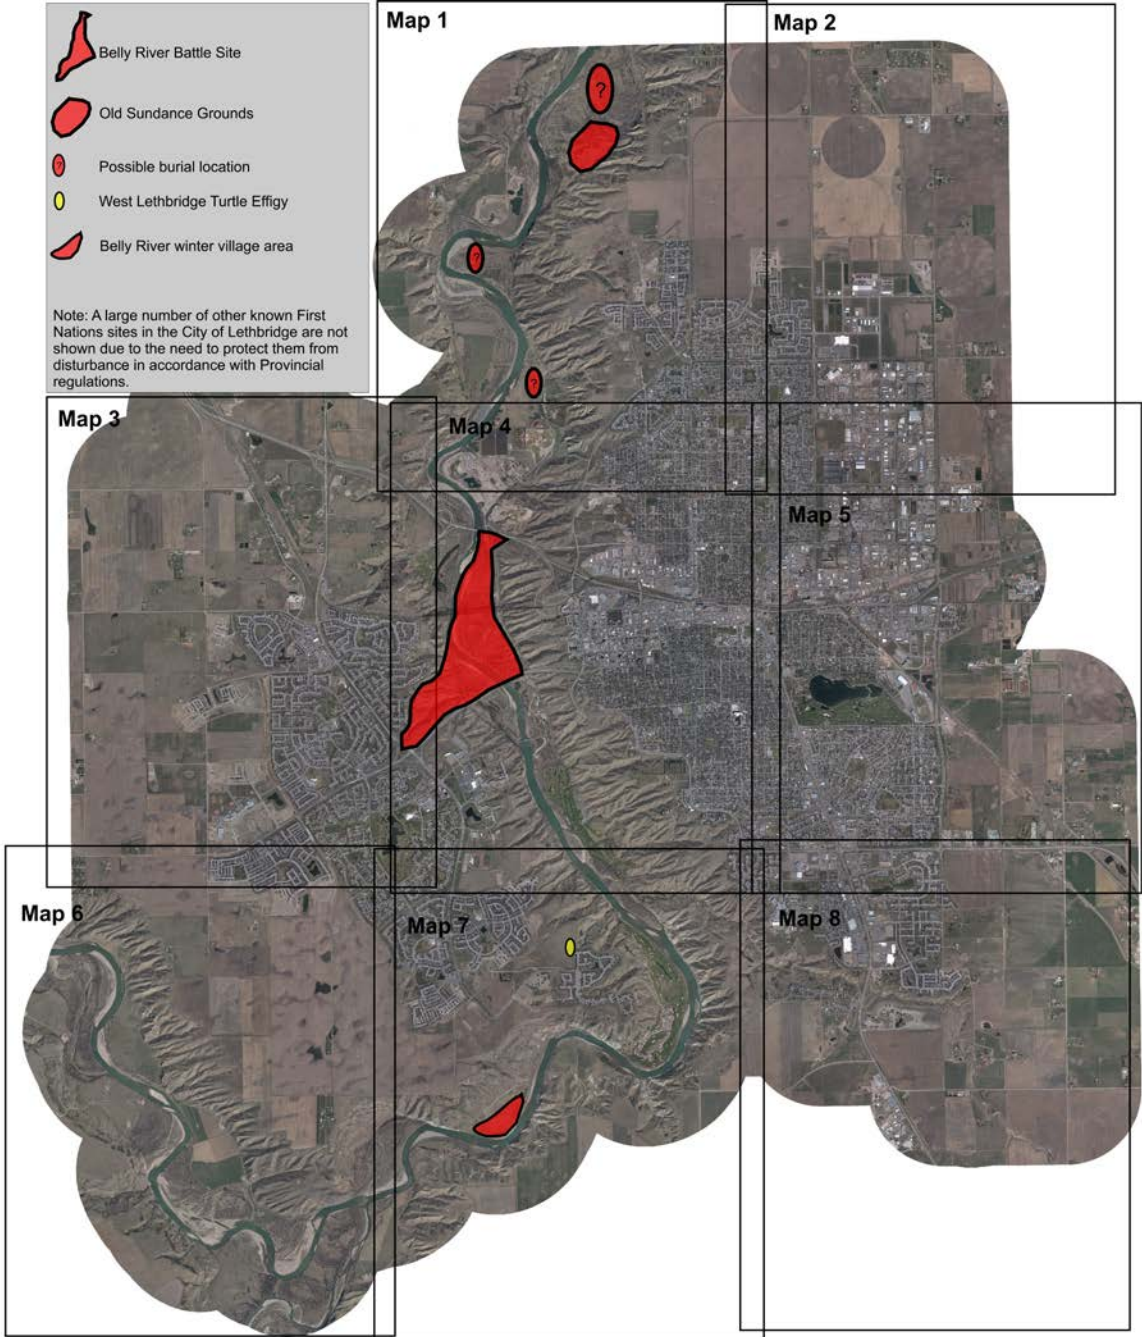 Belly River Battle Site
Old Sundance Grounds
?
Possible burial location
West Lethbridge Turtle Effigy
Belly River winter village area
Note: A large number of other known First
Nations sites in the City of Lethbridge are not
shown due to the need to protect them from
disturbance in accordance with Provincial
regulations.
Map 1
Map 2
?
?
?
Map 3
Map 4
Map 5
Map 6
Map 7
Map 8